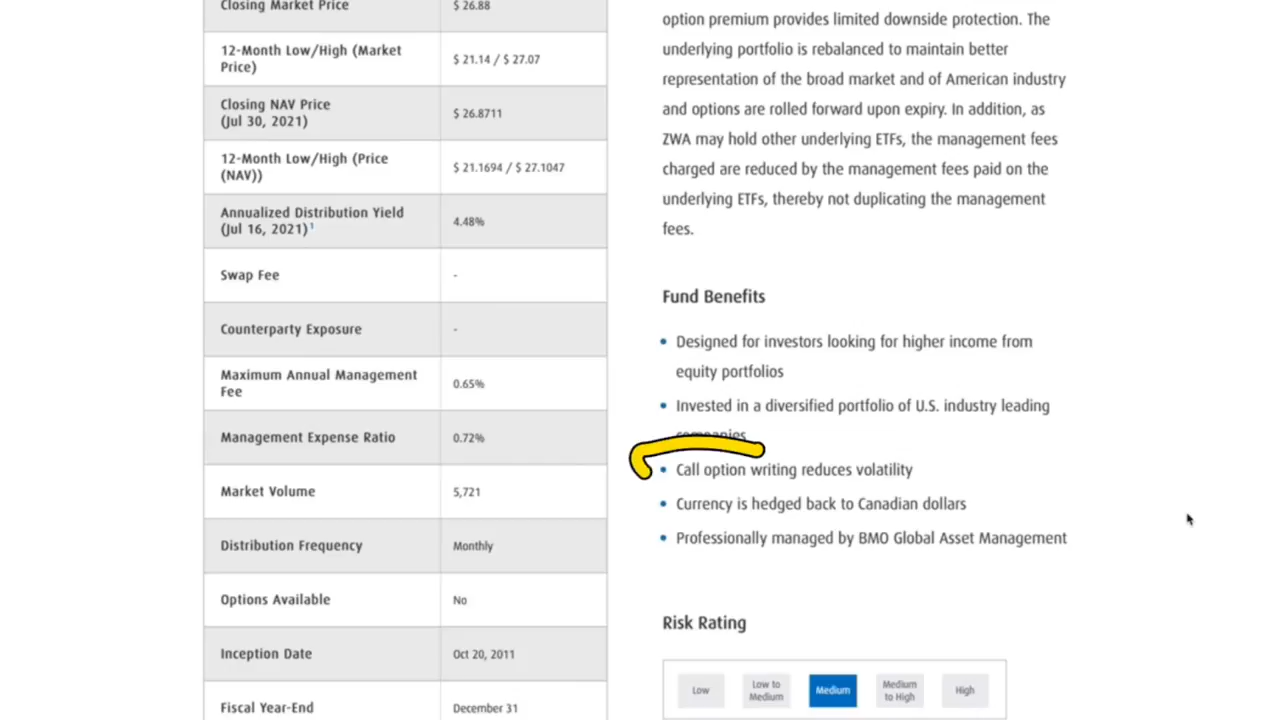 Closing Market Price
$ 26.88
12-Month Low/High (Market
Price)
$ 21.14 / $ 27.07
Closing NAV Price
(Jul 30, 2021)
$ 26.8711
12-Month Low/High (Price
(NAV))
$ 21.1694 / $ 27.1047
Annualized Distribution Yield
(Jul 16, 2021)¹
4.48%
Swap Fee
-
Counterparty Exposure
-
Maximum Annual Management
Fee
0.65%
Management Expense Ratio
0.72%
Market Volume
5,721
Distribution Frequency
Monthly
Options Available
No
Inception Date
Oct 20, 2011
Fiscal Year-End
December 31
option premium provides limited downside protection. The
underlying portfolio is rebalanced to maintain better
representation of the broad market and of American industry
and options are rolled forward upon expiry. In addition, as
ZWA may hold other underlying ETFs, the management fees
charged are reduced by the management fees paid on the
underlying ETFs, thereby not duplicating the management
fees.
Fund Benefits
• Designed for investors looking for higher income from
equity portfolios
• Invested in a diversified portfolio of U.S. industry leading
companies
• Call option writing reduces volatility
• Currency is hedged back to Canadian dollars
• Professionally managed by BMO Global Asset Management
Risk Rating
Low
Low to
Medium
Medium
Medium
to High
High